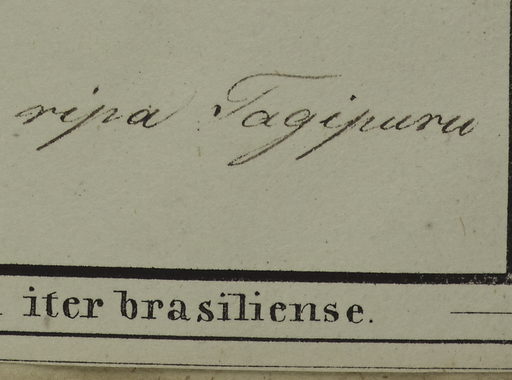 ripa Tagipuru
iter brasiliense.